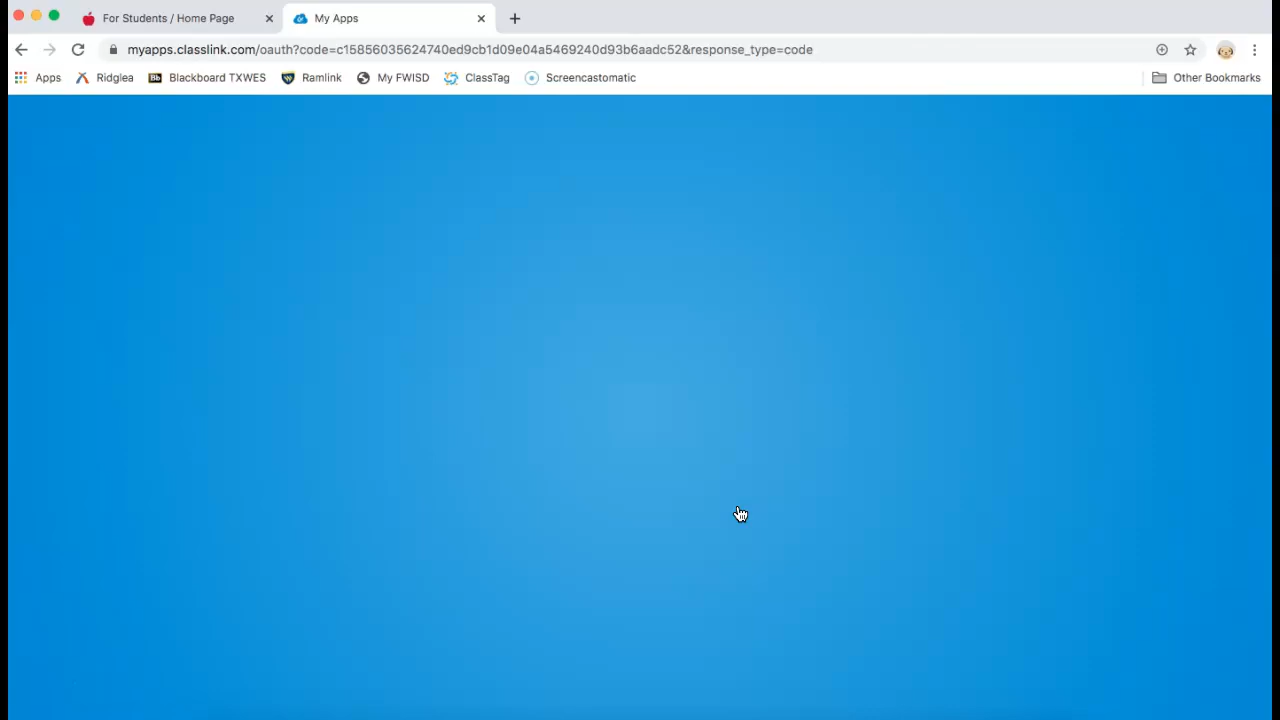 For Students / Home Page
My Apps
myapps.classlink.com/oauth?code=c15856035624740ed9cb1d09e04a5469240d93b6aadc52&response_type=code
Apps Ridglea Bb Blackboard TXWES Ramlink My FWISD ClassTag Screencastomatic Other Bookmarks